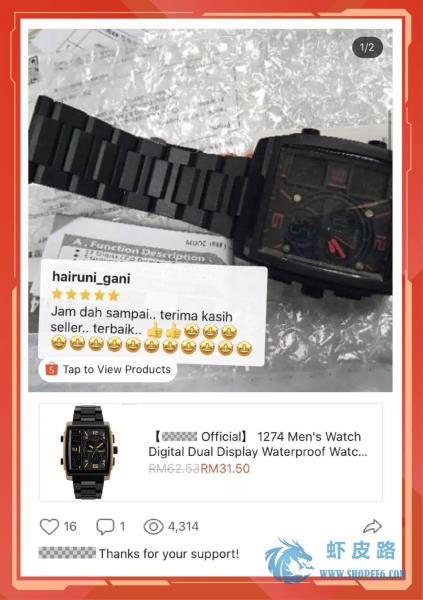 1/2
A. Function Description
hairuni_gani
Jam dah sampai.. terima kasih
seller.. terbaik.. 👍👍🤩🤩🤩
🤩🤩🤩🤩🤩🤩🤩🤩🤩🤩🤩
Tap to View Products
【 Official】 1274 Men's Watch
Digital Dual Display Waterproof Watc...
RM62.53RM31.50
16 1 4,314
Thanks for your support!
虾皮路
WWW.SHOPEE6.COM